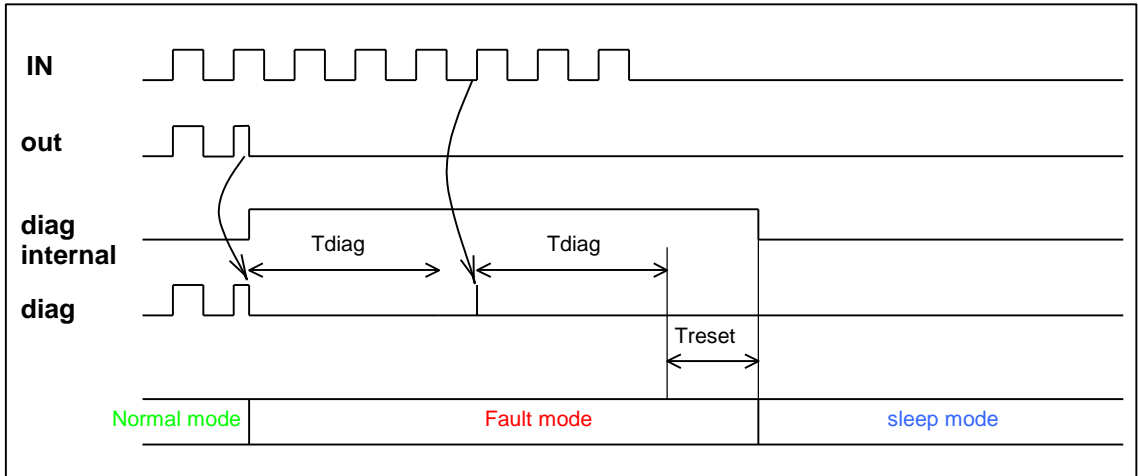 IN
out
diag
internal
Tdiag
Tdiag
diag
Treset
Normal mode
Fault mode
sleep mode